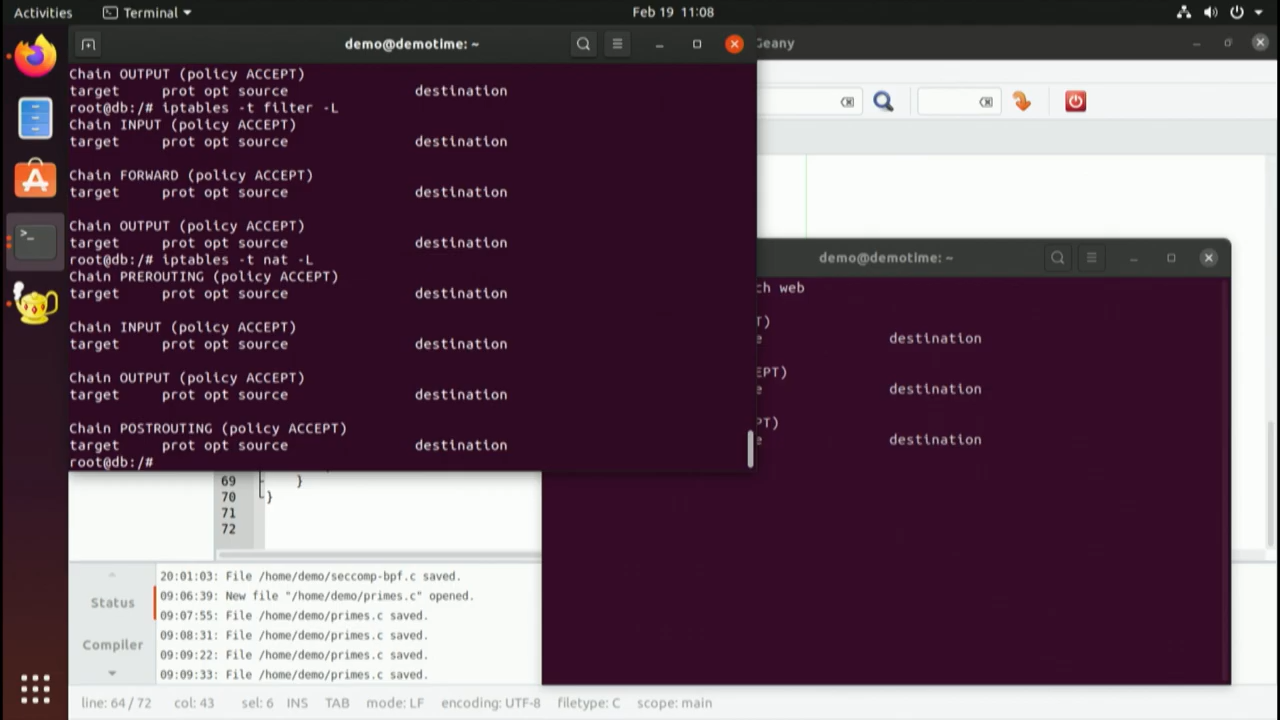 Activities
Terminal
Feb 19 11:08
demo@demotime: ~
Geany
Chain OUTPUT (policy ACCEPT)
target prot opt source destination
root@db:/# iptables -t filter -L
Chain INPUT (policy ACCEPT)
target prot opt source destination
Chain FORWARD (policy ACCEPT)
target prot opt source destination
Chain OUTPUT (policy ACCEPT)
target prot opt source destination
root@db:/# iptables -t nat -L
Chain PREROUTING (policy ACCEPT)
target prot opt source destination
Chain INPUT (policy ACCEPT)
target prot opt source destination
Chain OUTPUT (policy ACCEPT)
target prot opt source destination
Chain POSTROUTING (policy ACCEPT)
target prot opt source destination
root@db:/#
demo@demotime: ~
ch web
T)
e destination
EPT)
e destination
PT)
e destination
69 }
70 }
71
72
Status
Compiler
20:01:03: File /home/demo/seccomp-bpf.c saved.
09:06:39: New file "/home/demo/primes.c" opened.
09:07:55: File /home/demo/primes.c saved.
09:08:31: File /home/demo/primes.c saved.
09:09:22: File /home/demo/primes.c saved.
09:09:33: File /home/demo/primes.c saved.
line: 64 / 72 col: 43 sel: 6 INS TAB mode: LF encoding: UTF-8 filetype: C scope: main